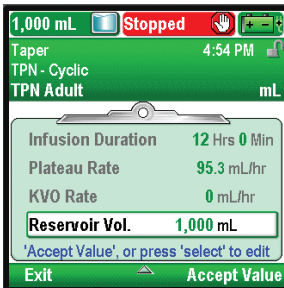 1,000 mL Stopped
Taper 4:54 PM
TPN - Cyclic
TPN Adult mL
Infusion Duration 12 Hrs 0 Min
Plateau Rate 95.3 mL/hr
KVO Rate 0 mL/hr
Reservoir Vol. 1,000 mL
'Accept Value', or press 'select' to edit
Exit Accept Value